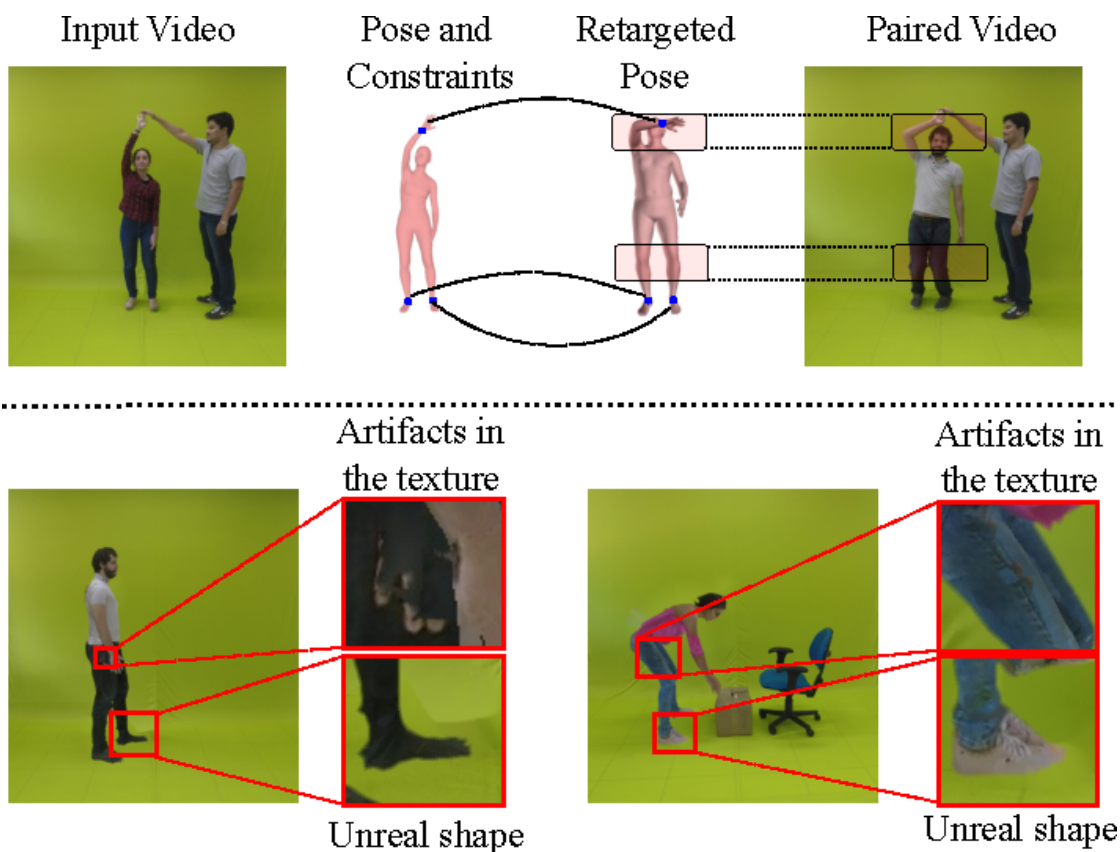 Input Video
Pose and
Constraints
Retargeted
Pose
Paired Video
Artifacts in
the texture
Artifacts in
the texture
Unreal shape
Unreal shape